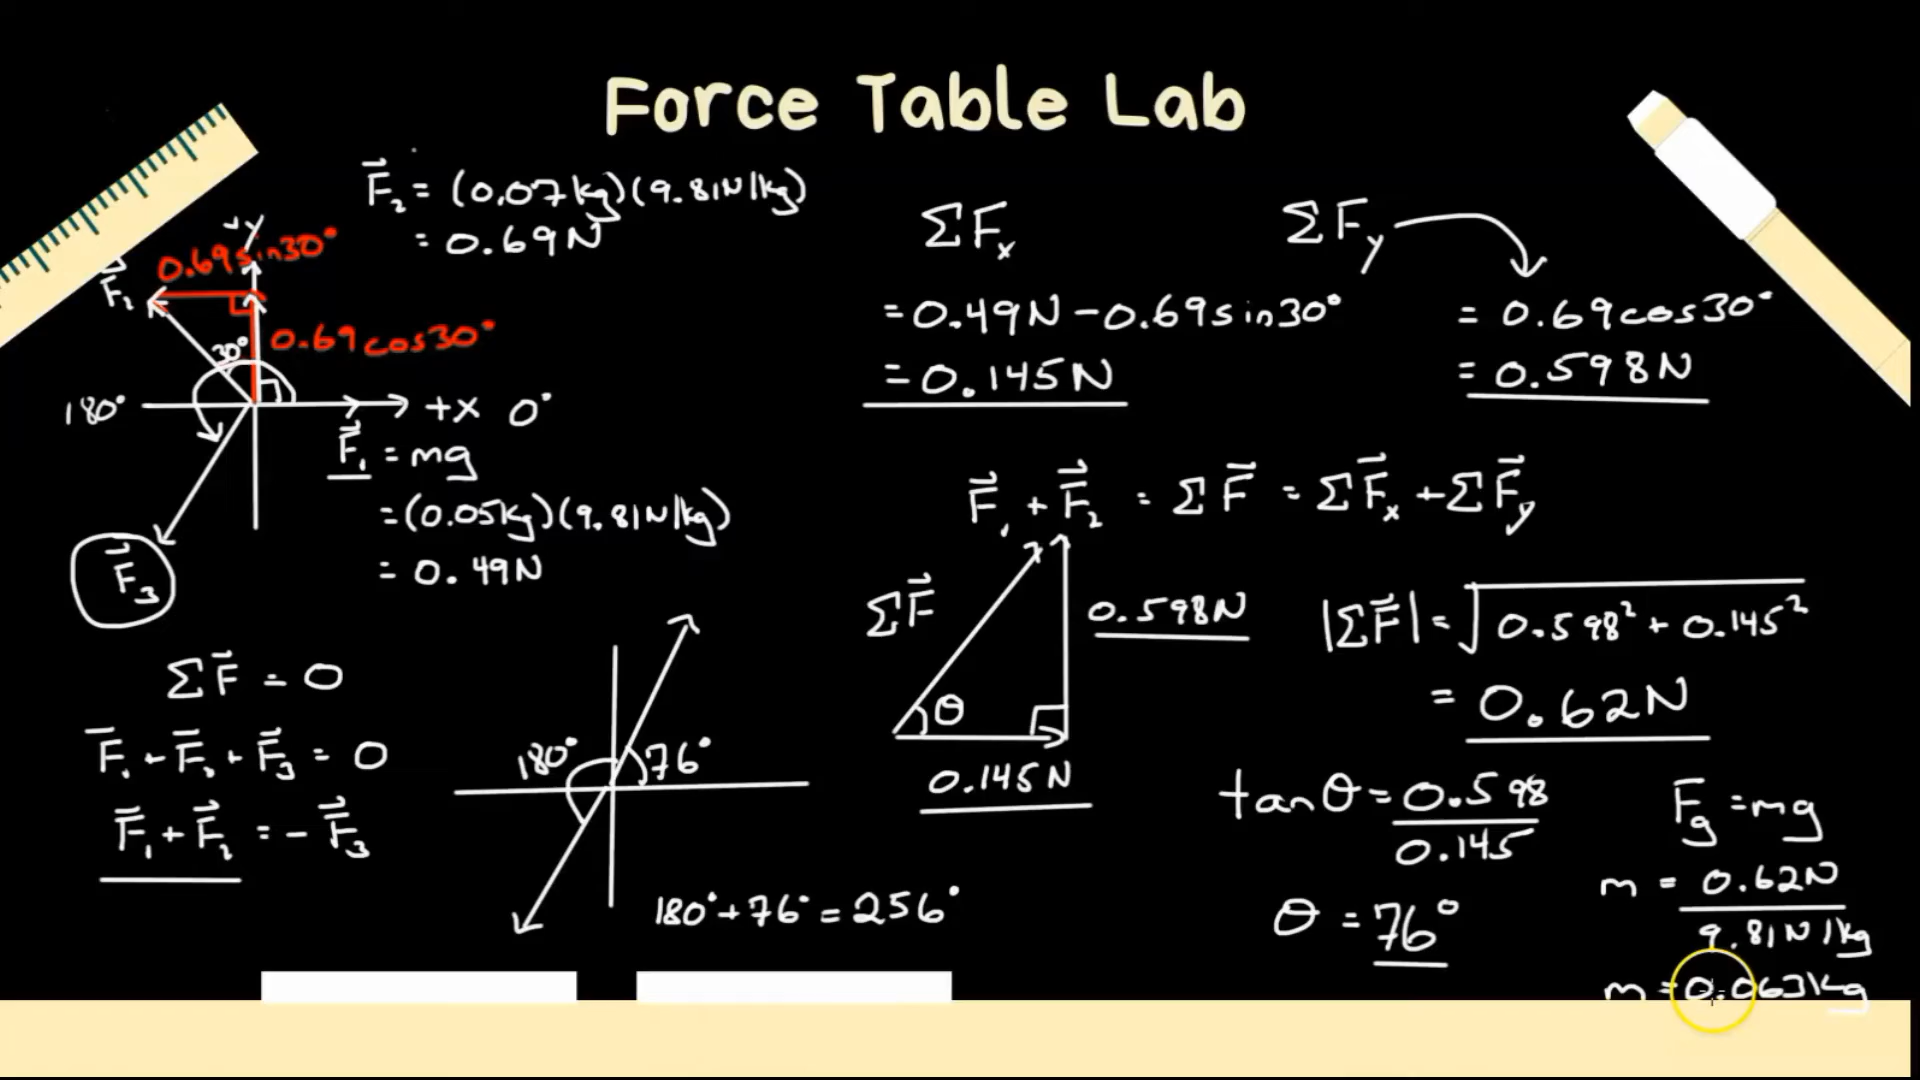 Force Table Lab
F⃗₂ = (0.07kg)(9.81N/kg)
= 0.69N
+y
0.69sin30°
F⃗₂
30°
0.69cos30°
180°
+x 0°
F⃗₁ = mg
= (0.05kg)(9.81N/kg)
= 0.49N
F⃗₃
ΣF⃗ = 0
F⃗₁ + F⃗₂ + F⃗₃ = 0
F⃗₁ + F⃗₂ = - F⃗₃
180°
76°
180° + 76° = 256°
ΣFx
= 0.49N - 0.69sin30°
= 0.145N
ΣFy
= 0.69cos30°
= 0.598N
F⃗₁ + F⃗₂ = ΣF⃗ = ΣF⃗x + ΣF⃗y
ΣF⃗
0.598N
θ
0.145N
|ΣF⃗| = √0.598² + 0.145²
= 0.62N
tanθ = 0.598
0.145
θ = 76°
Fg = mg
m = 0.62N
9.81N/kg
m = 0.063kg